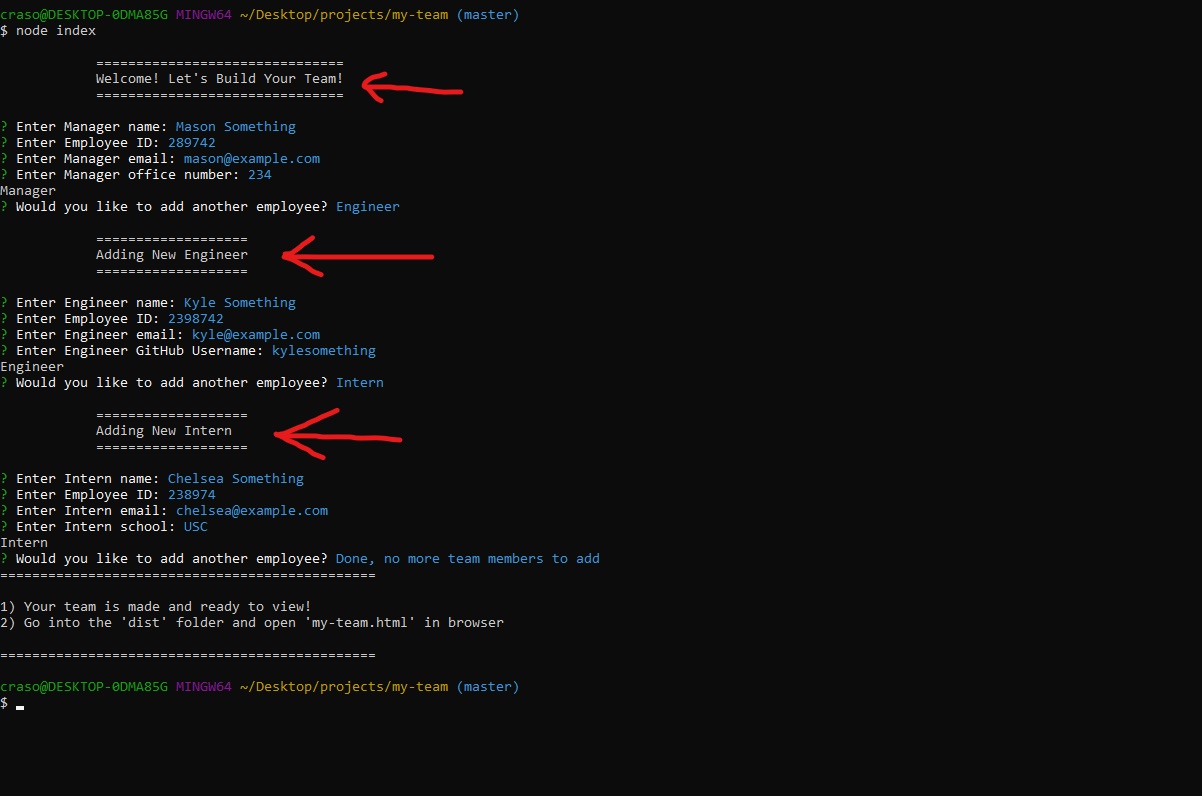 craso@DESKTOP-0DMA85G MINGW64 ~/Desktop/projects/my-team (master)
$ node index
===============================
Welcome! Let's Build Your Team!
===============================
? Enter Manager name: Mason Something
? Enter Employee ID: 289742
? Enter Manager email: mason@example.com
? Enter Manager office number: 234
Manager
? Would you like to add another employee? Engineer
===================
Adding New Engineer
===================
? Enter Engineer name: Kyle Something
? Enter Employee ID: 2398742
? Enter Engineer email: kyle@example.com
? Enter Engineer GitHub Username: kylesomething
Engineer
? Would you like to add another employee? Intern
===================
Adding New Intern
===================
? Enter Intern name: Chelsea Something
? Enter Employee ID: 238974
? Enter Intern email: chelsea@example.com
? Enter Intern school: USC
Intern
? Would you like to add another employee? Done, no more team members to add
===============================================
1) Your team is made and ready to view!
2) Go into the 'dist' folder and open 'my-team.html' in browser
===============================================
craso@DESKTOP-0DMA85G MINGW64 ~/Desktop/projects/my-team (master)
$